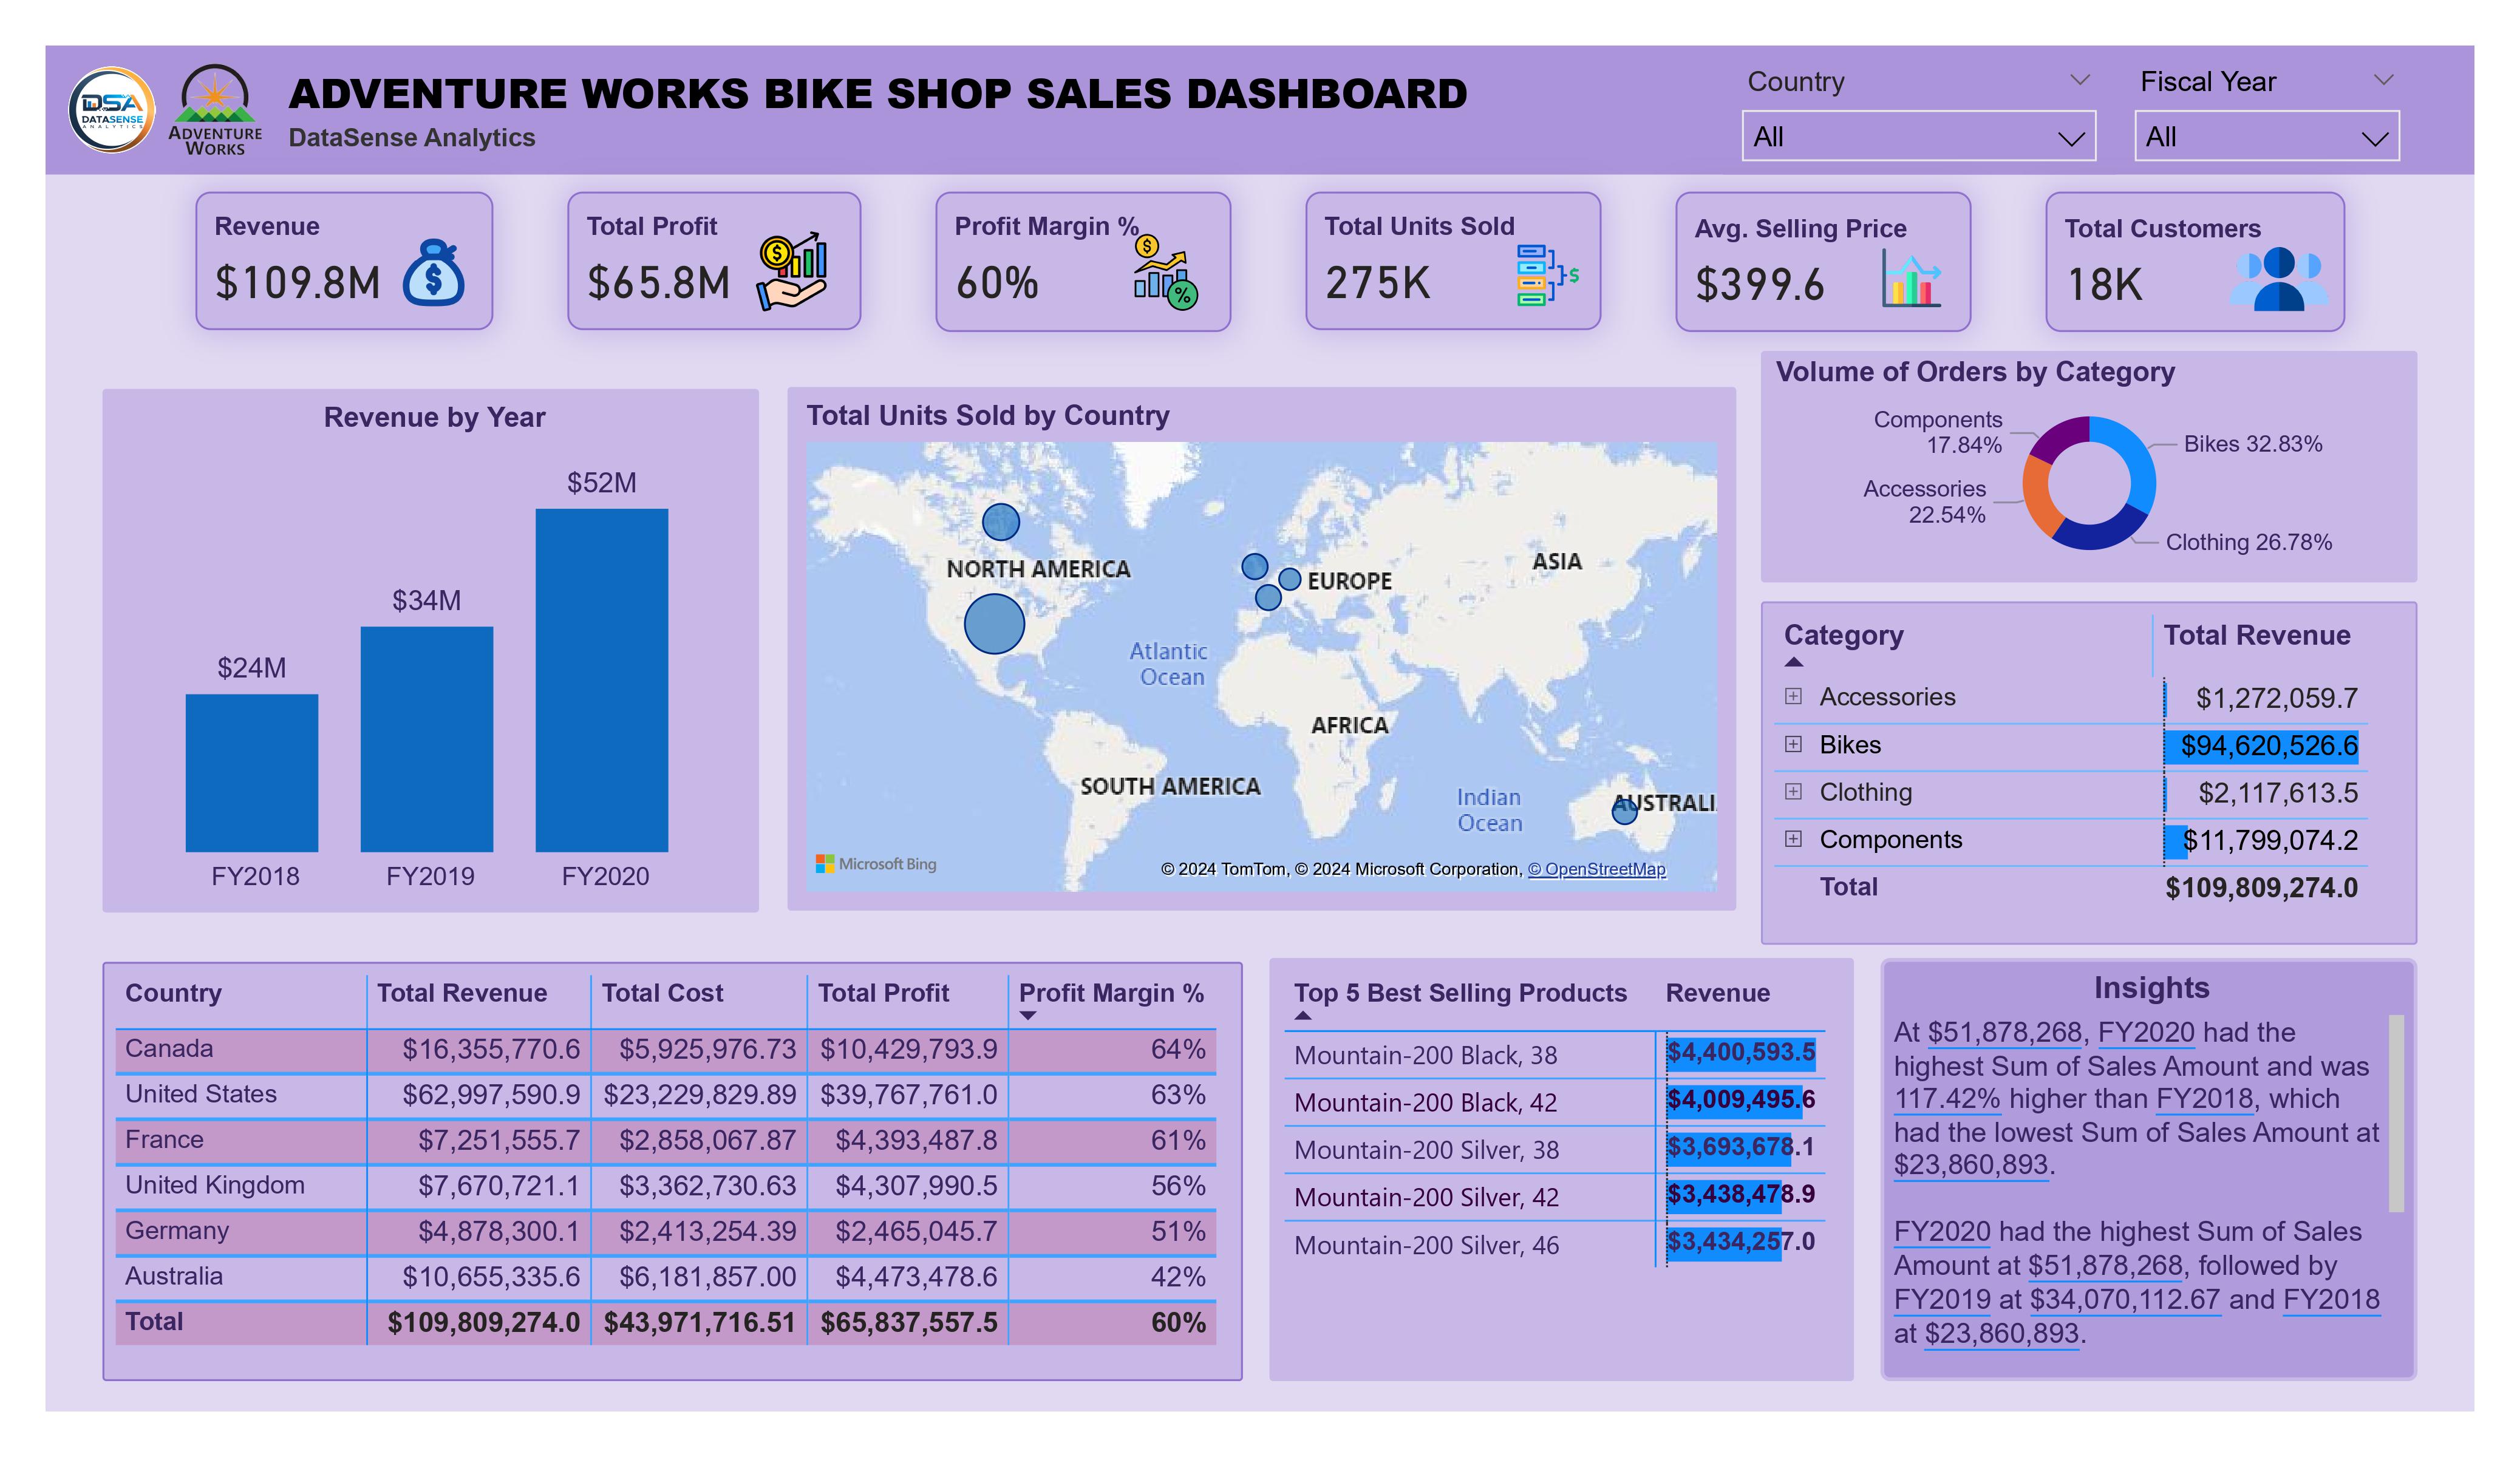 DSA
DATASENSE
ANALYTICS
ADVENTURE
WORKS
ADVENTURE WORKS BIKE SHOP SALES DASHBOARD
DataSense Analytics
Country
All
Fiscal Year
All
Revenue
$109.8M
Total Profit
$65.8M
Profit Margin %
60%
Total Units Sold
275K
Avg. Selling Price
$399.6
Total Customers
18K
Revenue by Year
$52M
$34M
$24M
FY2018 FY2019 FY2020
Total Units Sold by Country
NORTH AMERICA
EUROPE
ASIA
Atlantic
Ocean
AFRICA
SOUTH AMERICA
Indian
Ocean
AUSTRALI
Microsoft Bing
© 2024 TomTom, © 2024 Microsoft Corporation, © OpenStreetMap
Volume of Orders by Category
Components
17.84%
Bikes 32.83%
Accessories
22.54%
Clothing 26.78%
Category Total Revenue
Accessories $1,272,059.7
Bikes $94,620,526.6
Clothing $2,117,613.5
Components $11,799,074.2
Total $109,809,274.0
Country Total Revenue Total Cost Total Profit Profit Margin %
Canada $16,355,770.6 $5,925,976.73 $10,429,793.9 64%
United States $62,997,590.9 $23,229,829.89 $39,767,761.0 63%
France $7,251,555.7 $2,858,067.87 $4,393,487.8 61%
United Kingdom $7,670,721.1 $3,362,730.63 $4,307,990.5 56%
Germany $4,878,300.1 $2,413,254.39 $2,465,045.7 51%
Australia $10,655,335.6 $6,181,857.00 $4,473,478.6 42%
Total $109,809,274.0 $43,971,716.51 $65,837,557.5 60%
Top 5 Best Selling Products Revenue
Mountain-200 Black, 38 $4,400,593.5
Mountain-200 Black, 42 $4,009,495.6
Mountain-200 Silver, 38 $3,693,678.1
Mountain-200 Silver, 42 $3,438,478.9
Mountain-200 Silver, 46 $3,434,257.0
Insights
At $51,878,268, FY2020 had the
highest Sum of Sales Amount and was
117.42% higher than FY2018, which
had the lowest Sum of Sales Amount at
$23,860,893.
FY2020 had the highest Sum of Sales
Amount at $51,878,268, followed by
FY2019 at $34,070,112.67 and FY2018
at $23,860,893.